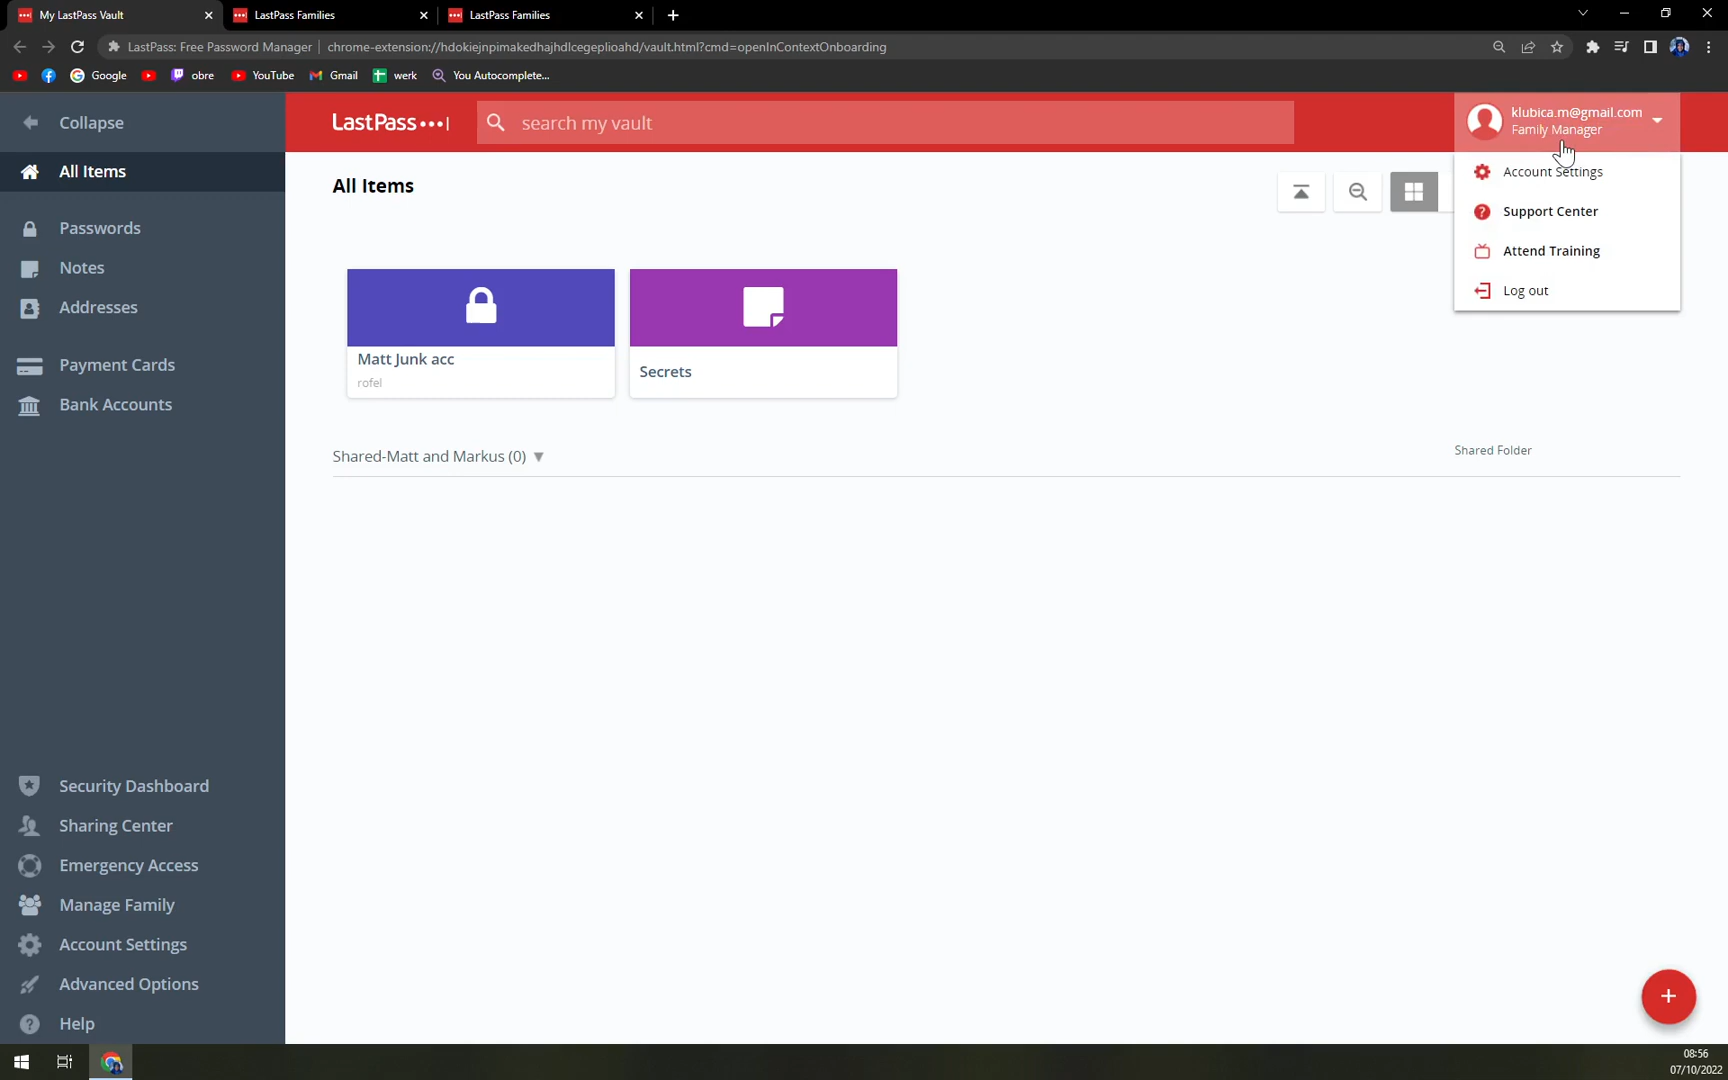 My LastPass Vault
LastPass Families
LastPass Families
LastPass: Free Password Manager | chrome-extension://hdokiejnpimakedhajhdlcegeplioahd/vault.html?cmd=openInContextOnboarding
Google
obre
YouTube
Gmail
werk
You Autocomplete...
Collapse
All Items
Passwords
Notes
Addresses
Payment Cards
Bank Accounts
Security Dashboard
Sharing Center
Emergency Access
Manage Family
Account Settings
Advanced Options
Help
LastPass
search my vault
klubica.m@gmail.com
Family Manager
Account Settings
Support Center
Attend Training
Log out
All Items
Matt Junk acc
rofel
Secrets
Shared-Matt and Markus (0)
Shared Folder
08:56
07/10/2022